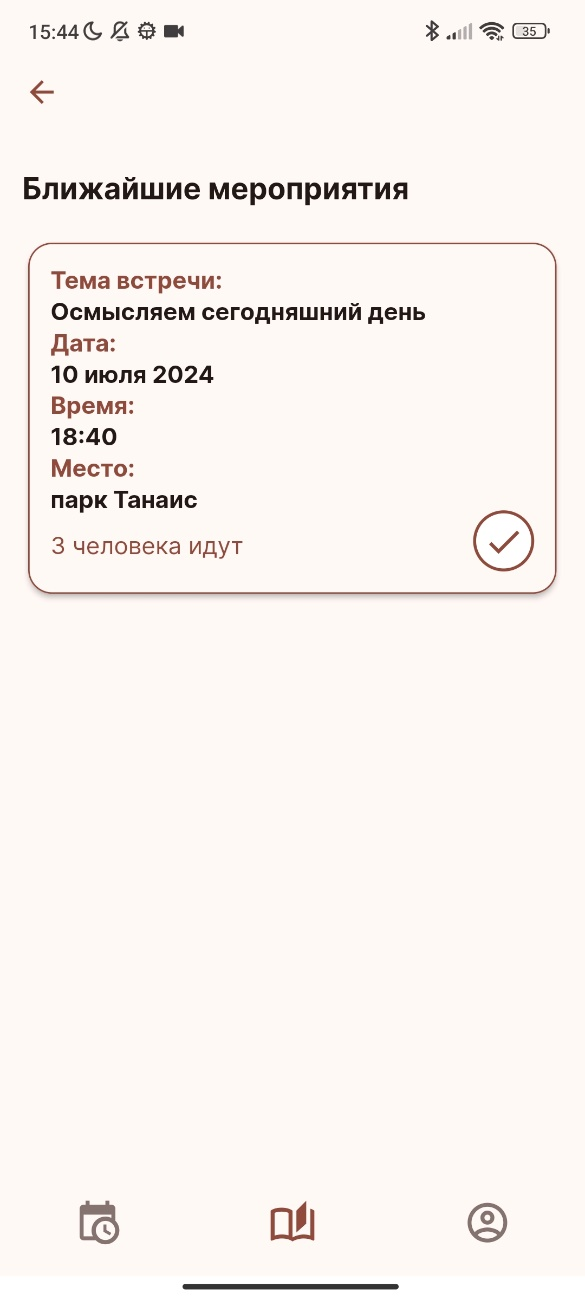 15:44
35
Ближайшие мероприятия
Тема встречи:
Осмысляем сегодняшний день
Дата:
10 июля 2024
Время:
18:40
Место:
парк Танаис
3 человека идут